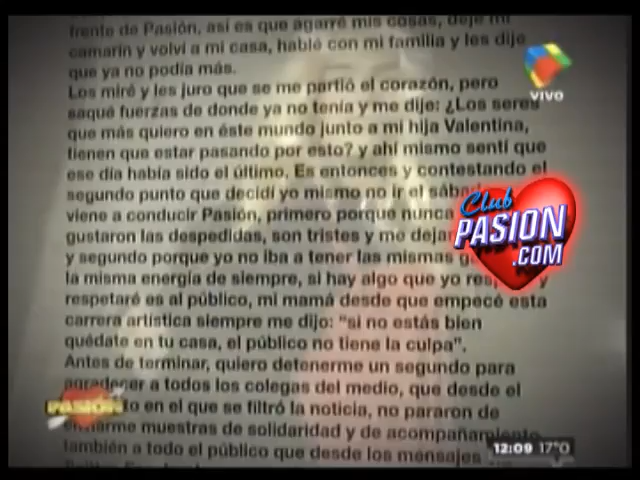 frente de Pasión, así es que agarré mis cosas, dejé mi
camarín y volví a mi casa, hablé con mi familia y les dije
que ya no podía más.
Los miré y les juro que se me partió el corazón, pero
saqué fuerzas de donde ya no tenía y me dije: ¿Los seres
que más quiero en éste mundo junto a mi hija Valentina,
tienen que estar pasando por esto? y ahí mismo sentí que
ese día había sido el último. Es entonces y contestando el
segundo punto que decidí yo mismo no ir el sába
viene a conducir Pasión, primero porque nunca
gustaron las despedidas, son tristes y me deja
y segundo porque yo no iba a tener las mismas g
la misma energía de siempre, si hay algo que yo res y
respetaré es al público, mi mamá desde que empecé esta
carrera artística siempre me dijo: "si no estás bien
quédate en tu casa, el público no tiene la culpa".
Antes de terminar, quiero detenerme un segundo para
agradecer a todos los colegas del medio, que desde el
to en el que se filtró la noticia, no pararon de
enviarme muestras de solidaridad y de acompañamiento
también a todo el público que desde los mensajes
VIVO
Club
PASION
.COM
PASIÓN
12:09 17°0